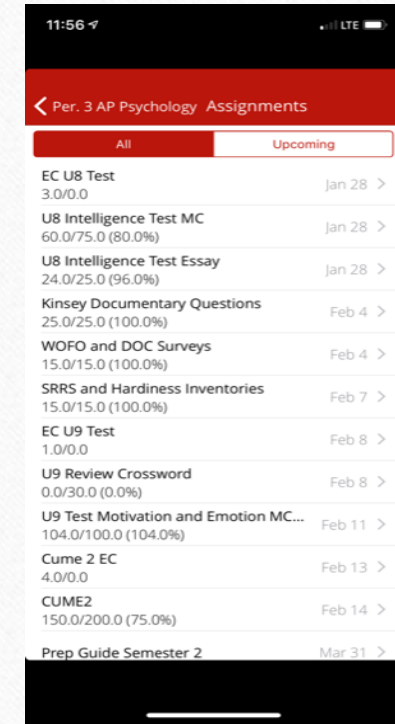 11:56
LTE
Per. 3 AP Psychology Assignments
All Upcoming
EC U8 Test
3.0/0.0
Jan 28
U8 Intelligence Test MC
60.0/75.0 (80.0%)
Jan 28
U8 Intelligence Test Essay
24.0/25.0 (96.0%)
Jan 28
Kinsey Documentary Questions
25.0/25.0 (100.0%)
Feb 4
WOFO and DOC Surveys
15.0/15.0 (100.0%)
Feb 4
SRRS and Hardiness Inventories
15.0/15.0 (100.0%)
Feb 7
EC U9 Test
1.0/0.0
Feb 8
U9 Review Crossword
0.0/30.0 (0.0%)
Feb 8
U9 Test Motivation and Emotion MC...
104.0/100.0 (104.0%)
Feb 11
Cume 2 EC
4.0/0.0
Feb 13
CUME2
150.0/200.0 (75.0%)
Feb 14
Prep Guide Semester 2
Mar 31